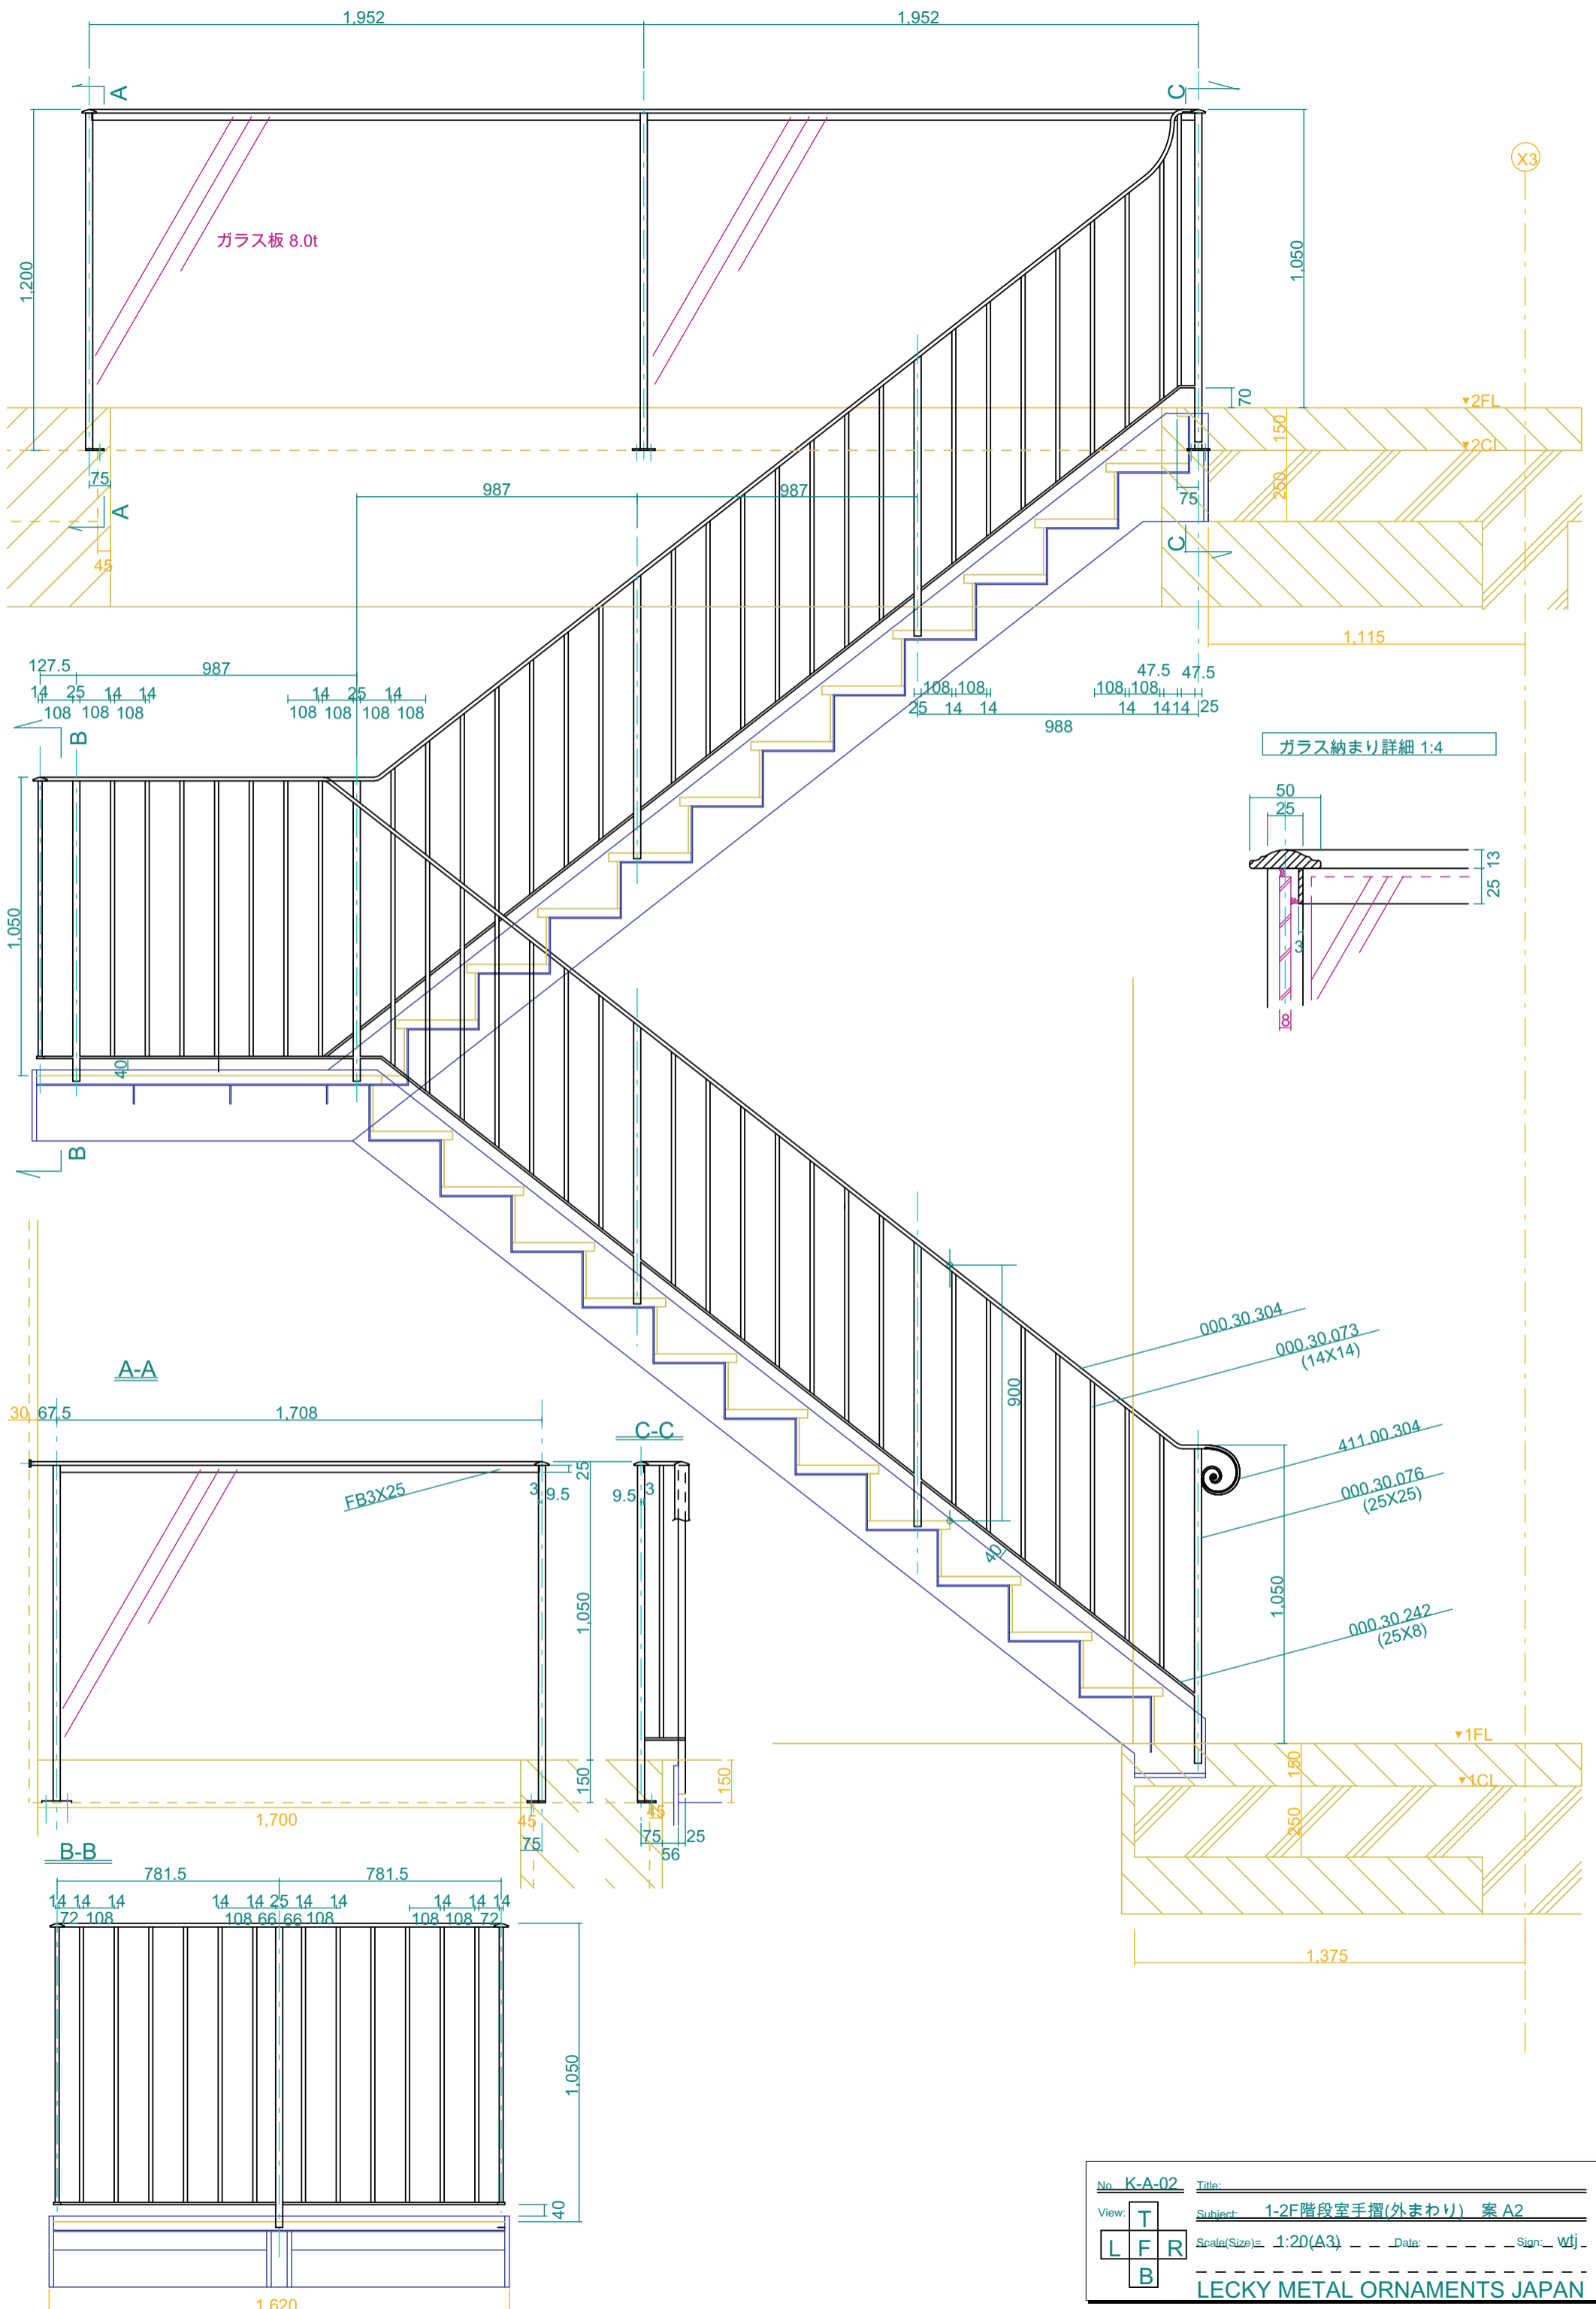 1,952
1,952
A
C
X3
ガラス板 8.0t
1,200
1,050
70
▼2FL
150
▼2CL
250
75
A
45
987
987
75
C
1,115
127.5
987
14 25 14 14
108 108 108
14 25 14
108 108 108 108
108 108
25 14 14
47.5 47.5
108 108
14 14 14 25
988
B
ガラス納まり詳細 1:4
50
25
13
25
3
8
1,050
40
B
000.30.304
000.30.073
(14X14)
900
411.00.304
000.30.076
(25X25)
40
1,050
000.30.242
(25X8)
A-A
30 67.5
1,708
FB3X25
25
3
9.5
1,050
150
1,700
45
75
C-C
9.5
3
150
45
75
25
56
▼1FL
150
▼1CL
250
1,375
B-B
781.5
781.5
14 14 14
72 108
14 14 25 14 14
108 66 66 108
14 14 14
108 108 72
1,050
40
1,620
No. K-A-02
Title:
View:
T
L F R
B
Subject: 1-2F階段室手摺(外まわり) 案 A2
Scale(Size)= 1:20(A3) Date: Sign: wtj
LECKY METAL ORNAMENTS JAPAN